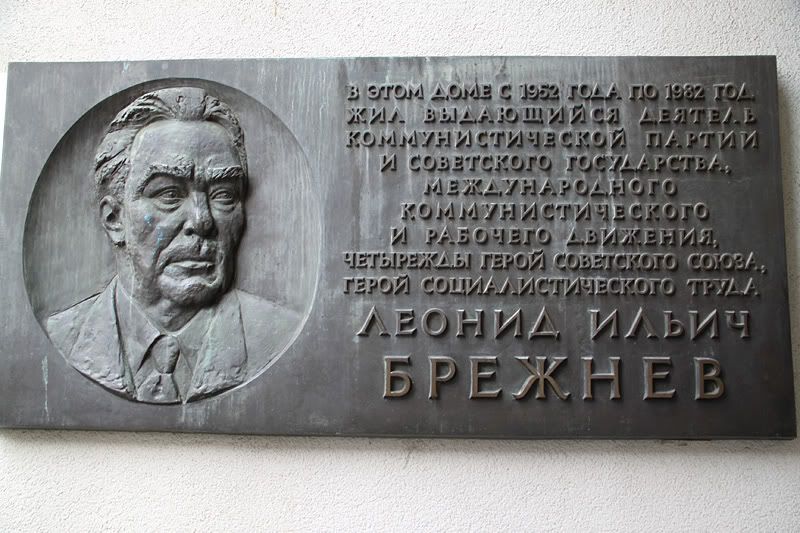 В ЭТОМ ДОМЕ С 1952 ГОДА ПО 1982 ГОД
ЖИЛ ВЫДАЮЩИЙСЯ ДЕЯТЕЛЬ
КОММУНИСТИЧЕСКОЙ ПАРТИИ
И СОВЕТСКОГО ГОСУДАРСТВА,
МЕЖДУНАРОДНОГО
КОММУНИСТИЧЕСКОГО
И РАБОЧЕГО ДВИЖЕНИЯ,
ЧЕТЫРЕЖДЫ ГЕРОЙ СОВЕТСКОГО СОЮЗА,
ГЕРОЙ СОЦИАЛИСТИЧЕСКОГО ТРУДА
ЛЕОНИД ИЛЬИЧ
БРЕЖНЕВ